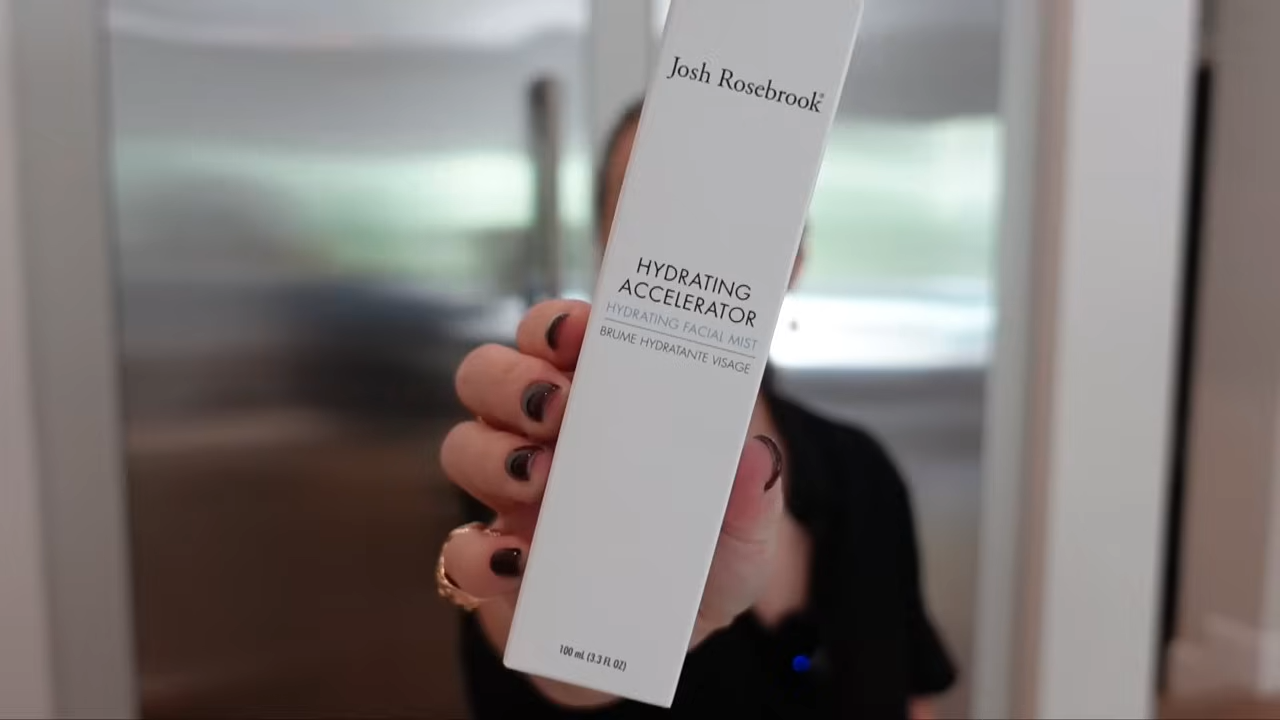 Josh Rosebrook®
HYDRATING
ACCELERATOR
HYDRATING FACIAL MIST
BRUME HYDRATANTE VISAGE
100 mL (3.3 FL OZ)